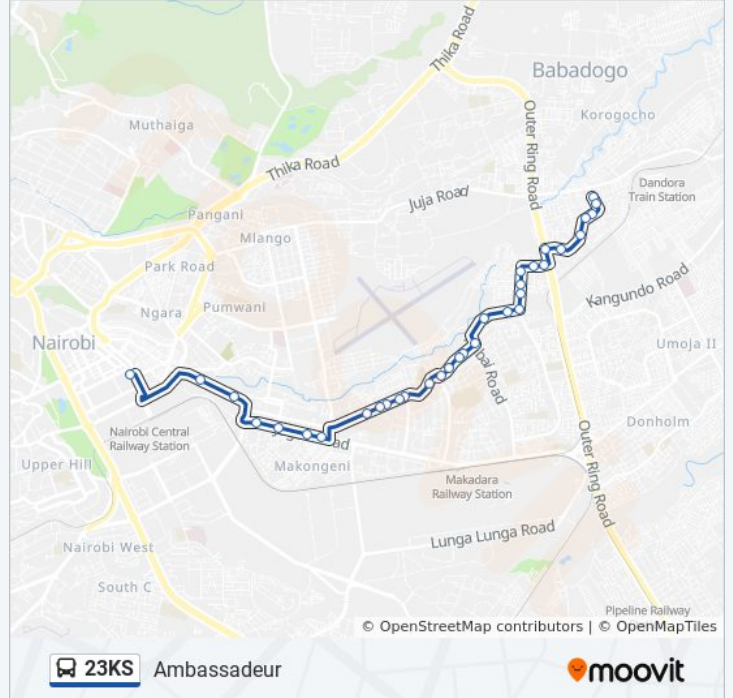 Thika Road
Babadogo
Korogocho
Muthaiga
Outer Ring Road
Thika Road
Dandora
Train Station
Juja Road
Pangani
Mlango
Park Road
Kangundo Road
Ngara
Pumwani
Nairobi
Umoja II
Road
Nairobi Central
Railway Station
Donholm
Outer Ring Road
Upper Hill
Makongeni
Makadara
Railway Station
Lunga Lunga Road
Nairobi West
South C
Pipeline Railway
© OpenStreetMap contributors | © OpenMapTiles
23KS Ambassadeur
moovit